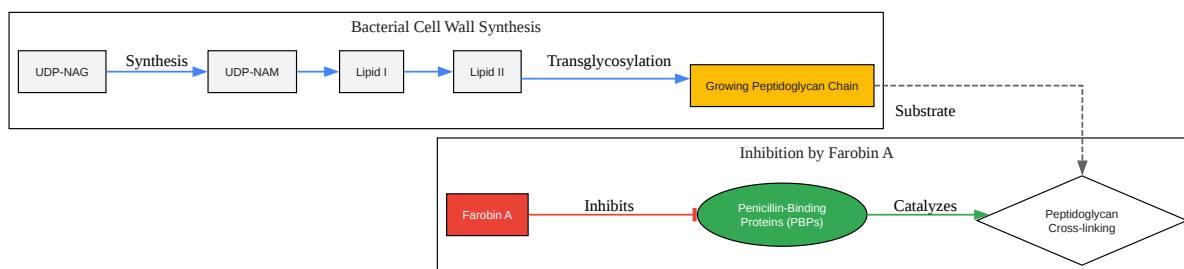 Bacterial Cell Wall Synthesis
UDP-NAG
Synthesis
UDP-NAM
Lipid I
Lipid II
Transglycosylation
Growing Peptidoglycan Chain
Substrate
Inhibition by Farobin A
Farobin A
Inhibits
Penicillin-Binding
Proteins (PBPs)
Catalyzes
Peptidoglycan
Cross-linking